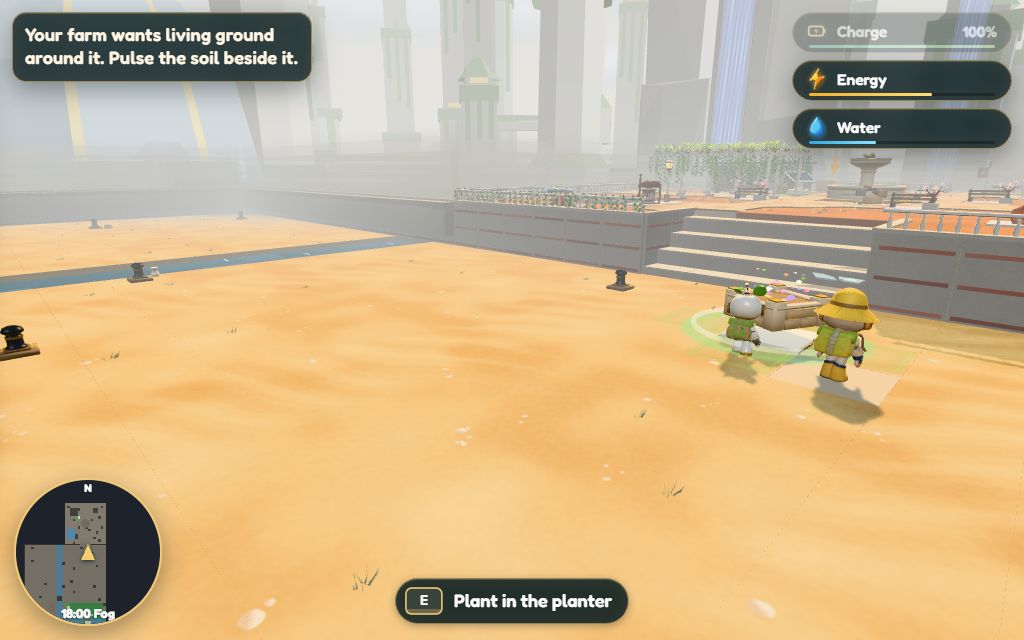 Your farm wants living ground
around it. Pulse the soil beside it.
Charge 100%
Energy
Water
N
18:00 Fog
E Plant in the planter